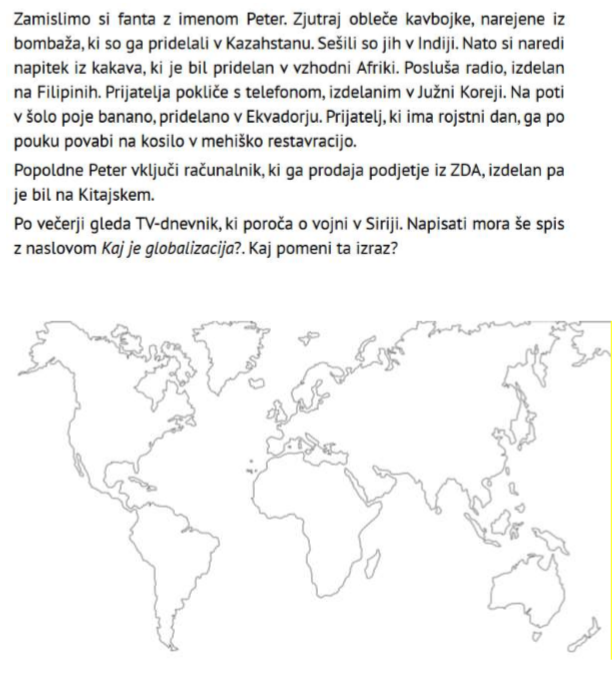 Zamislimo si fanta z imenom Peter. Zjutraj obleče kavbojke, narejene iz
bombaža, ki so ga pridelali v Kazahstanu. Sešili so jih v Indiji. Nato si naredi
napitek iz kakava, ki je bil pridelan v vzhodni Afriki. Posluša radio, izdelan
na Filipinih. Prijatelja pokliče s telefonom, izdelanim v Južni Koreji. Na poti
v šolo poje banano, pridelano v Ekvadorju. Prijatelj, ki ima rojstni dan, ga po
pouku povabi na kosilo v mehiško restavracijo.
Popoldne Peter vključi računalnik, ki ga prodaja podjetje iz ZDA, izdelan pa
je bil na Kitajskem.
Po večerji gleda TV-dnevnik, ki poroča o vojni v Siriji. Napisati mora še spis
z naslovom Kaj je globalizacija?. Kaj pomeni ta izraz?